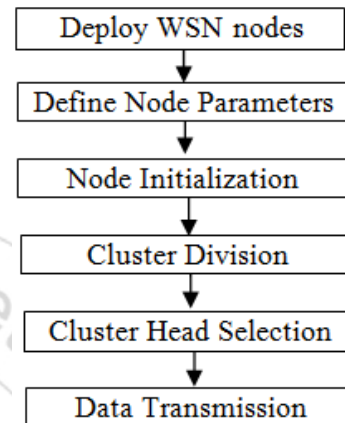 Deploy WSN nodes
Define Node Parameters
Node Initialization
Cluster Division
Cluster Head Selection
Data Transmission